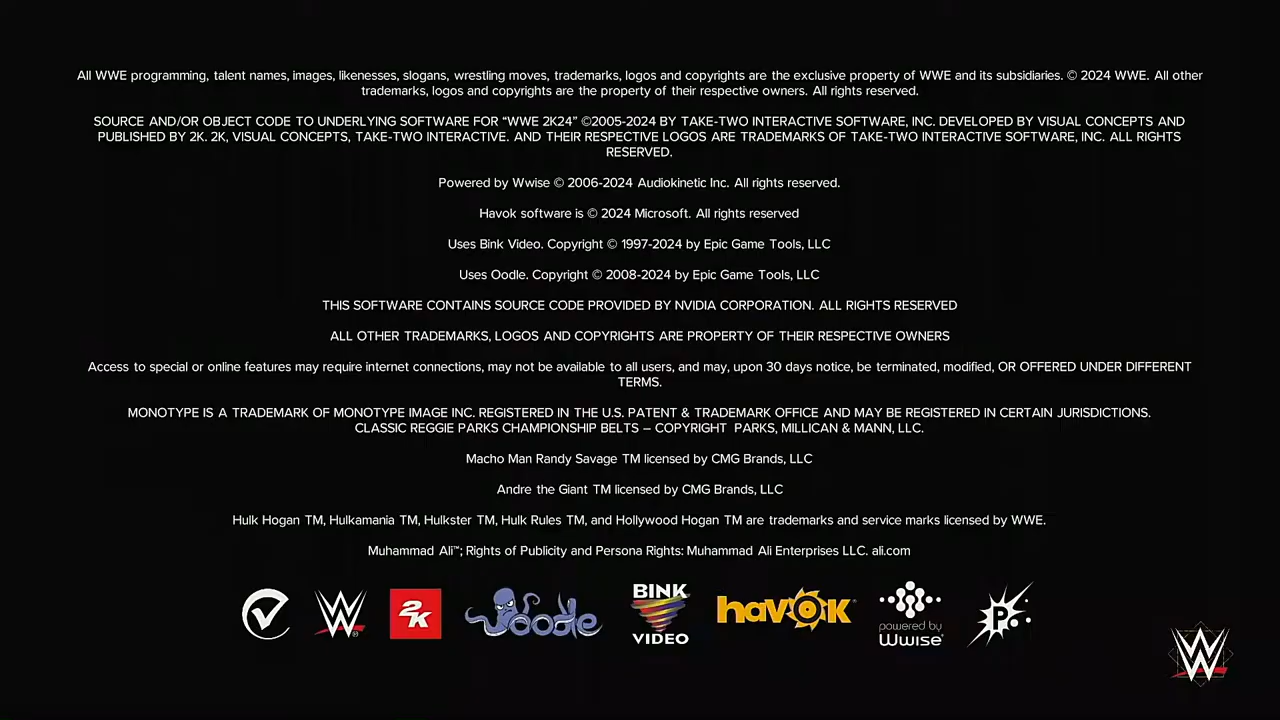 All WWE programming, talent names, images, likenesses, slogans, wrestling moves, trademarks, logos and copyrights are the exclusive property of WWE and its subsidiaries. © 2024 WWE. All other
trademarks, logos and copyrights are the property of their respective owners. All rights reserved.
SOURCE AND/OR OBJECT CODE TO UNDERLYING SOFTWARE FOR “WWE 2K24” ©2005-2024 BY TAKE-TWO INTERACTIVE SOFTWARE, INC. DEVELOPED BY VISUAL CONCEPTS AND
PUBLISHED BY 2K. 2K, VISUAL CONCEPTS, TAKE-TWO INTERACTIVE. AND THEIR RESPECTIVE LOGOS ARE TRADEMARKS OF TAKE-TWO INTERACTIVE SOFTWARE, INC. ALL RIGHTS
RESERVED.
Powered by Wwise © 2006-2024 Audiokinetic Inc. All rights reserved.
Havok software is © 2024 Microsoft. All rights reserved
Uses Bink Video. Copyright © 1997-2024 by Epic Game Tools, LLC
Uses Oodle. Copyright © 2008-2024 by Epic Game Tools, LLC
THIS SOFTWARE CONTAINS SOURCE CODE PROVIDED BY NVIDIA CORPORATION. ALL RIGHTS RESERVED
ALL OTHER TRADEMARKS, LOGOS AND COPYRIGHTS ARE PROPERTY OF THEIR RESPECTIVE OWNERS
Access to special or online features may require internet connections, may not be available to all users, and may, upon 30 days notice, be terminated, modified, OR OFFERED UNDER DIFFERENT
TERMS.
MONOTYPE IS A TRADEMARK OF MONOTYPE IMAGE INC. REGISTERED IN THE U.S. PATENT & TRADEMARK OFFICE AND MAY BE REGISTERED IN CERTAIN JURISDICTIONS.
CLASSIC REGGIE PARKS CHAMPIONSHIP BELTS – COPYRIGHT PARKS, MILLICAN & MANN, LLC.
Macho Man Randy Savage TM licensed by CMG Brands, LLC
Andre the Giant TM licensed by CMG Brands, LLC
Hulk Hogan TM, Hulkamania TM, Hulkster TM, Hulk Rules TM, and Hollywood Hogan TM are trademarks and service marks licensed by WWE.
Muhammad Ali™; Rights of Publicity and Persona Rights: Muhammad Ali Enterprises LLC. ali.com
W ® 2K Oodle BINK VIDEO havok ® powered by Wwise P
W